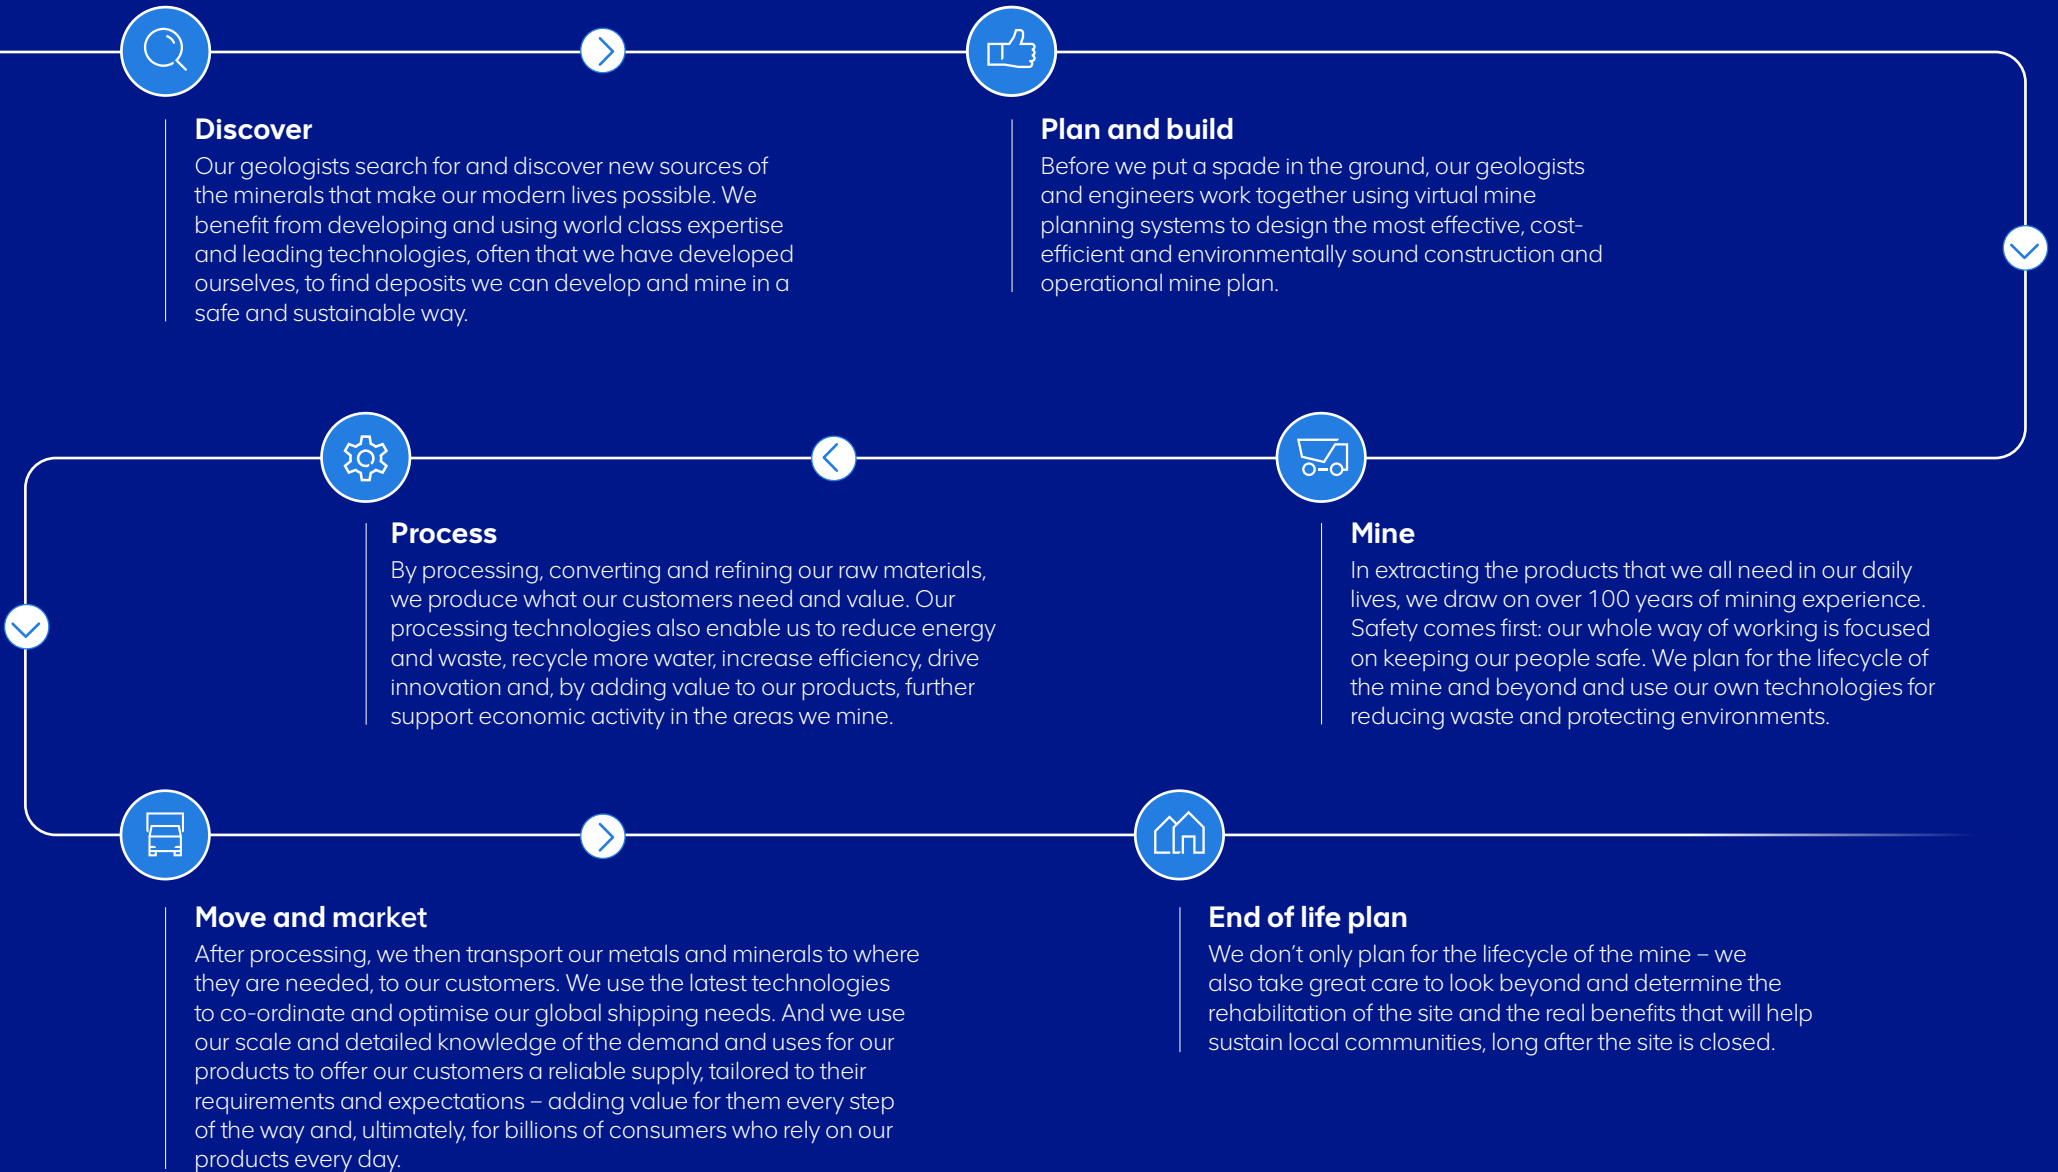 Discover
Our geologists search for and discover new sources of
the minerals that make our modern lives possible. We
benefit from developing and using world class expertise
and leading technologies, often that we have developed
ourselves, to find deposits we can develop and mine in a
safe and sustainable way.
Plan and build
Before we put a spade in the ground, our geologists
and engineers work together using virtual mine
planning systems to design the most effective, cost-
efficient and environmentally sound construction and
operational mine plan.
Mine
In extracting the products that we all need in our daily
lives, we draw on over 100 years of mining experience.
Safety comes first: our whole way of working is focused
on keeping our people safe. We plan for the lifecycle of
the mine and beyond and use our own technologies for
reducing waste and protecting environments.
Process
By processing, converting and refining our raw materials,
we produce what our customers need and value. Our
processing technologies also enable us to reduce energy
and waste, recycle more water, increase efficiency, drive
innovation and, by adding value to our products, further
support economic activity in the areas we mine.
Move and market
After processing, we then transport our metals and minerals to where
they are needed, to our customers. We use the latest technologies
to co-ordinate and optimise our global shipping needs. And we use
our scale and detailed knowledge of the demand and uses for our
products to offer our customers a reliable supply, tailored to their
requirements and expectations – adding value for them every step
of the way and, ultimately, for billions of consumers who rely on our
products every day.
End of life plan
We don't only plan for the lifecycle of the mine – we
also take great care to look beyond and determine the
rehabilitation of the site and the real benefits that will help
sustain local communities, long after the site is closed.